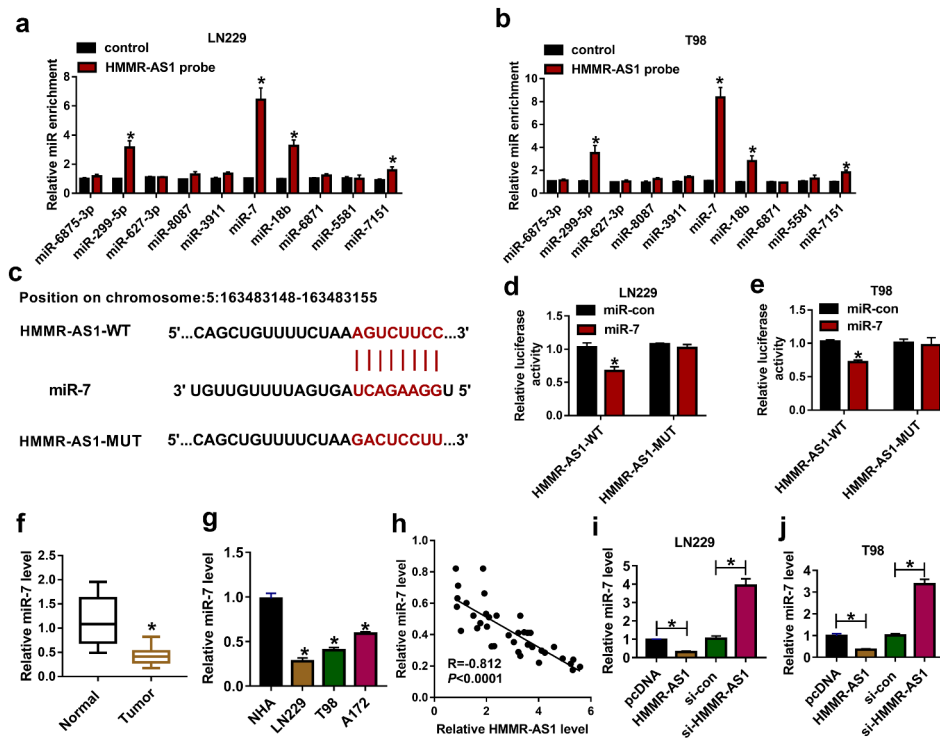 a
LN229
control
HMMR-AS1 probe
Relative miR enrichment
8
6
4
2
0
*
*
*
*
miR-6875-3p
miR-299-5p
miR-627-3p
miR-8087
miR-3911
miR-7
miR-18b
miR-6871
miR-5581
miR-7151
b
T98
control
HMMR-AS1 probe
Relative miR enrichment
10
8
6
4
2
0
*
*
*
*
miR-6875-3p
miR-299-5p
miR-627-3p
miR-8087
miR-3911
miR-7
miR-18b
miR-6871
miR-5581
miR-7151
c
Position on chromosome:5:163483148-163483155
HMMR-AS1-WT 5'...CAGCUGUUUUCUAAAGUCUUCC...3'
miR-7 3' UGUUGUUUUAGUGAUCAGAAGGU 5'
HMMR-AS1-MUT 5'...CAGCUGUUUUCUAAGACUCCUU...3'
d
LN229
miR-con
miR-7
Relative luciferase
activity
1.5
1.0
0.5
0.0
*
HMMR-AS1-WT
HMMR-AS1-MUT
e
T98
miR-con
miR-7
Relative luciferase
activity
1.5
1.0
0.5
0.0
*
HMMR-AS1-WT
HMMR-AS1-MUT
f
Relative miR-7 level
2.5
2.0
1.5
1.0
0.5
0.0
*
Normal
Tumor
g
Relative miR-7 level
1.5
1.0
0.5
0.0
*
*
*
NHA
LN229
T98
A172
h
Relative miR-7 level
1.0
0.8
0.6
0.4
0.2
0.0
R=-0.812
P<0.0001
0 2 4 6
Relative HMMR-AS1 level
i
LN229
Relative miR-7 level
5
4
3
2
1
0
*
*
pcDNA
HMMR-AS1
si-con
si-HMMR-AS1
j
T98
Relative miR-7 level
5
4
3
2
1
0
*
*
pcDNA
HMMR-AS1
si-con
si-HMMR-AS1